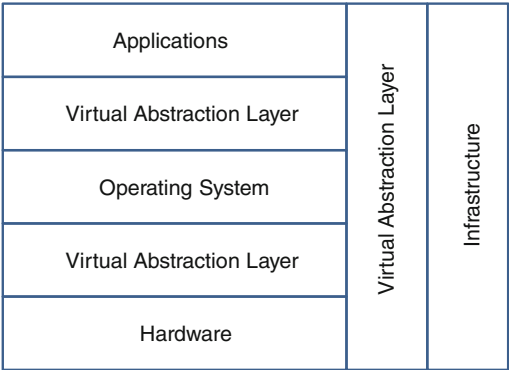 Applications
Virtual Abstraction Layer
Operating System
Virtual Abstraction Layer
Hardware
Virtual Abstraction Layer
Infrastructure